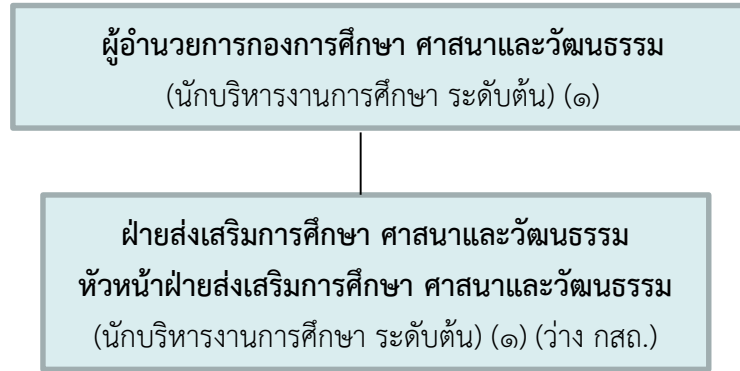 ผู้อำนวยการกองการศึกษา ศาสนาและวัฒนธรรม
(นักบริหารงานการศึกษา ระดับต้น) (๑)
ฝ่ายส่งเสริมการศึกษา ศาสนาและวัฒนธรรม
หัวหน้าฝ่ายส่งเสริมการศึกษา ศาสนาและวัฒนธรรม
(นักบริหารงานการศึกษา ระดับต้น) (๑) (ว่าง กสถ.)